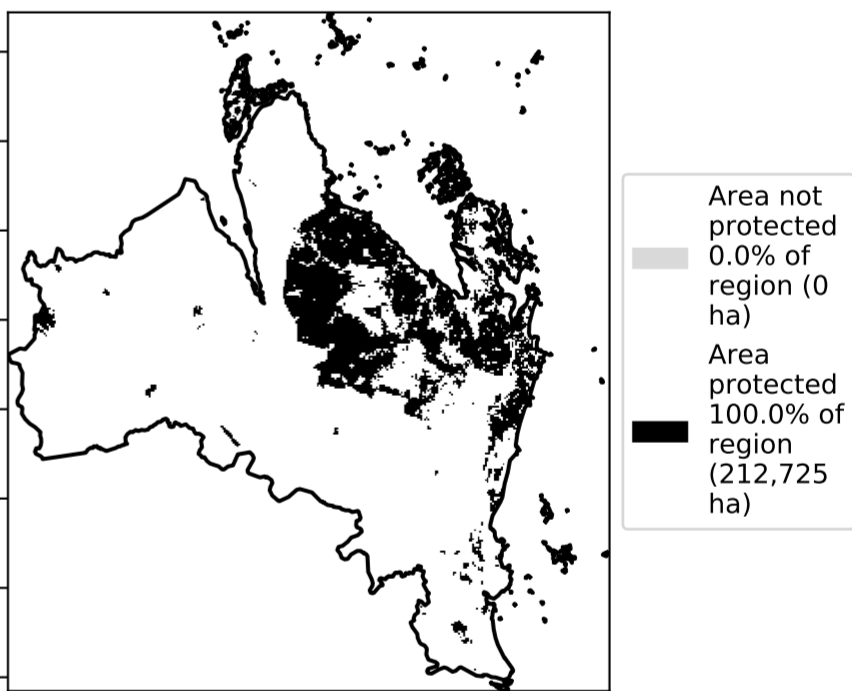 Area not
protected
0.0% of
region (0
ha)
Area
protected
100.0% of
region
(212,725
ha)